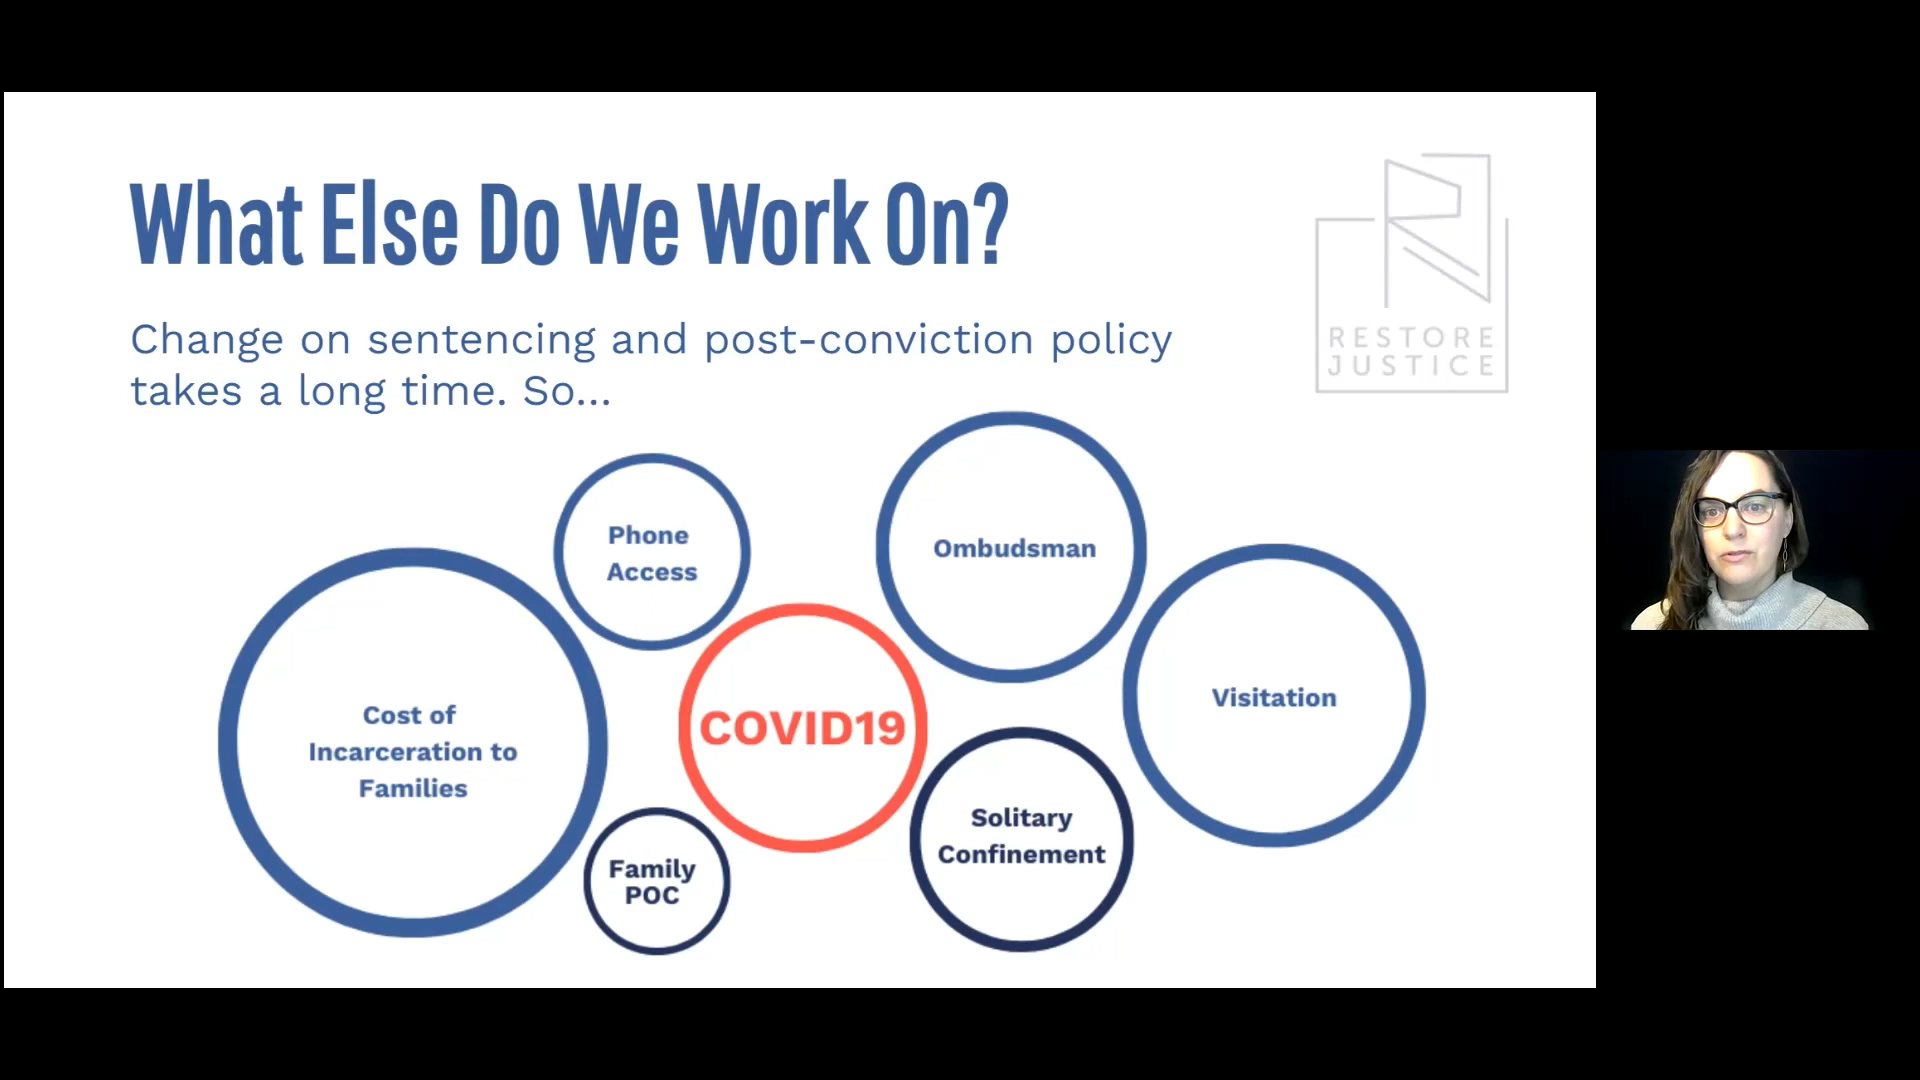 What Else Do We Work On?
RESTORE
JUSTICE
Change on sentencing and post-conviction policy
takes a long time. So...
Phone
Access
Ombudsman
Cost of
Incarceration to
Families
COVID19
Visitation
Family
POC
Solitary
Confinement